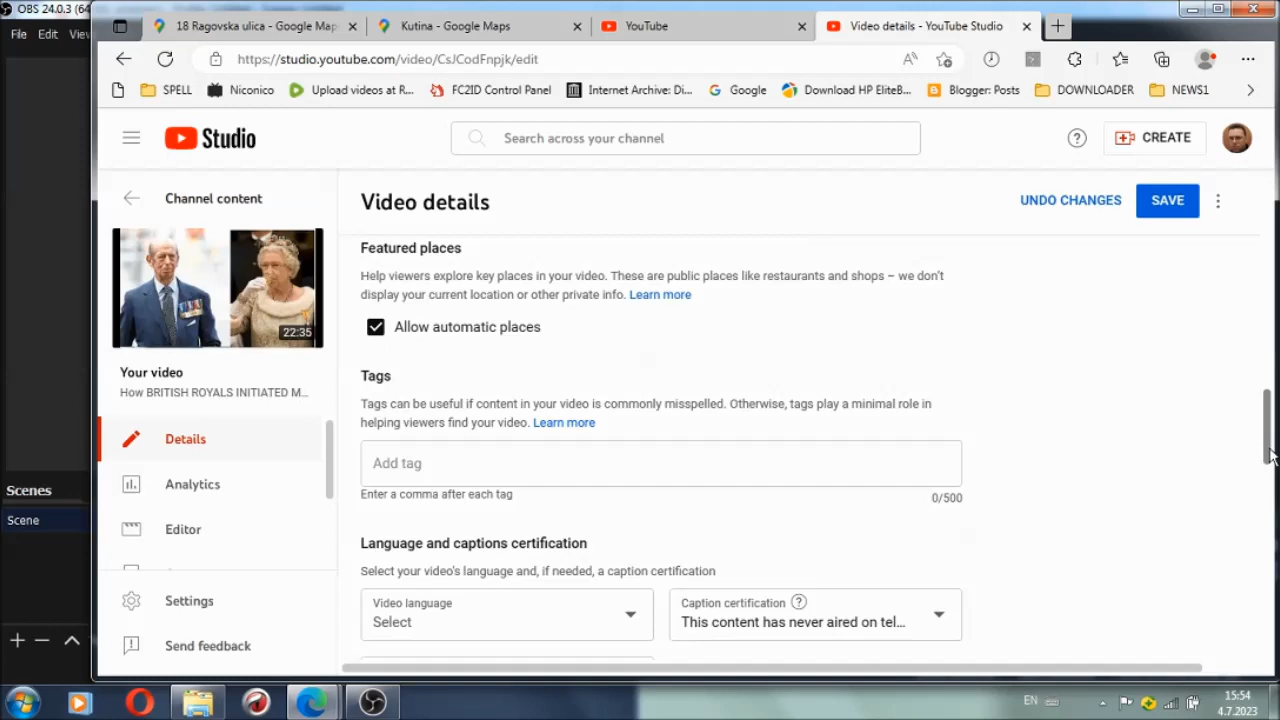 OBS 24.0.3 (64
File Edit Vie
18 Ragovska ulica - Google Map
Kutina - Google Maps
YouTube
Video details - YouTube Studio
https://studio.youtube.com/video/CsJCodFnpjk/edit
SPELL
Niconico
Upload videos at R...
FC2ID Control Panel
Internet Archive: Di...
Google
Download HP EliteB...
Blogger: Posts
DOWNLOADER
NEWS1
Studio
Search across your channel
CREATE
Channel content
Video details
UNDO CHANGES
SAVE
22:35
Your video
How BRITISH ROYALS INITIATED M...
Details
Analytics
Editor
Settings
Send feedback
Featured places
Help viewers explore key places in your video. These are public places like restaurants and shops – we don't
display your current location or other private info. Learn more
Allow automatic places
Tags
Tags can be useful if content in your video is commonly misspelled. Otherwise, tags play a minimal role in
helping viewers find your video. Learn more
Add tag
Enter a comma after each tag
0/500
Language and captions certification
Select your video's language and, if needed, a caption certification
Video language
Select
Caption certification
This content has never aired on tel...
Scenes
Scene
EN
15:54
4.7.2023